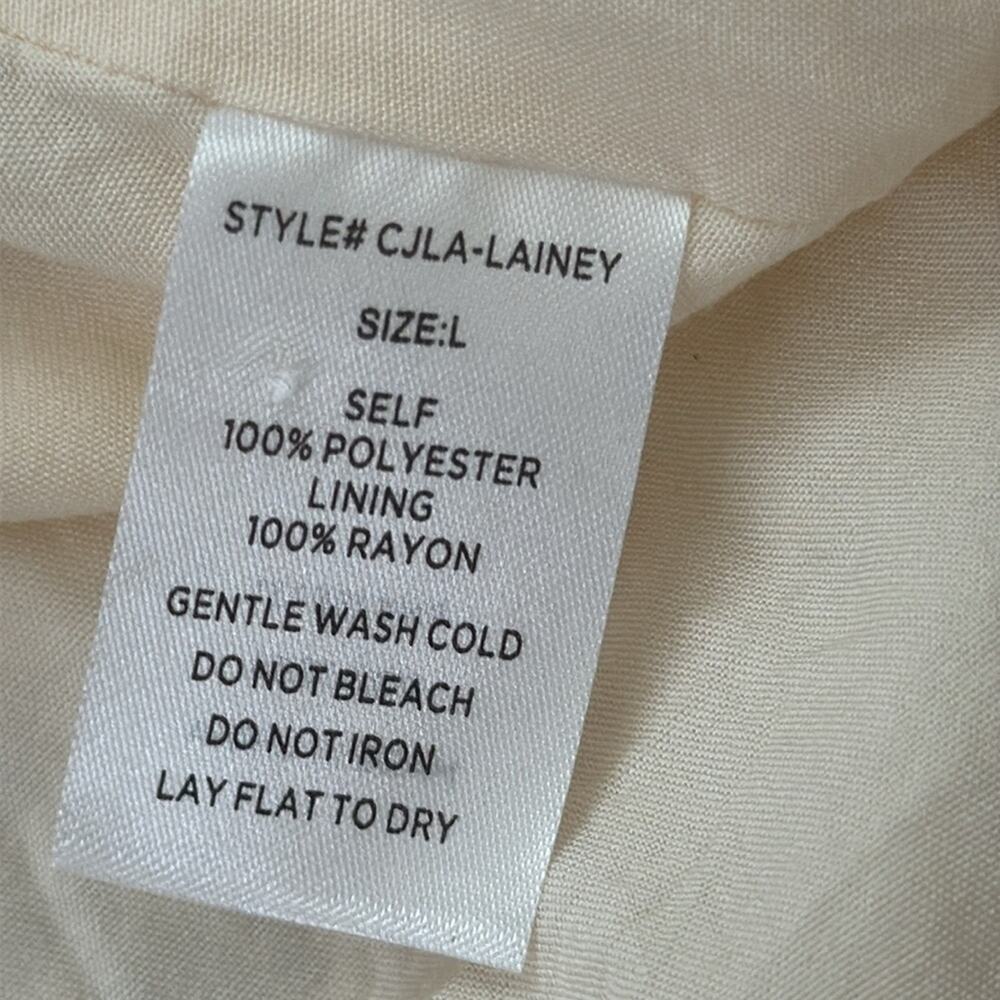 STYLE# CJLA-LAINEY
SIZE:L
SELF
100% POLYESTER
LINING
100% RAYON
GENTLE WASH COLD
DO NOT BLEACH
DO NOT IRON
LAY FLAT TO DRY